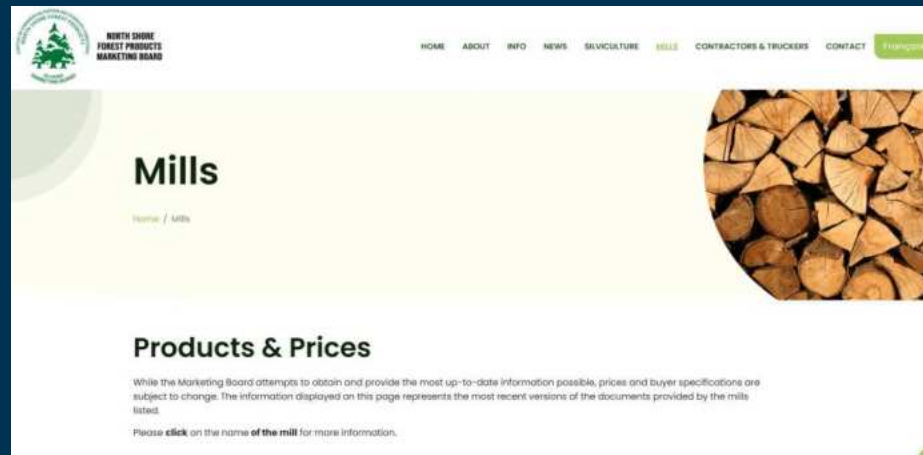 NORTH SHORE
FOREST PRODUCTS
MARKETING BOARD
HOME ABOUT INFO NEWS SILVICULTURE MILLS CONTRACTORS & TRUCKERS CONTACT
Mills
Home / Mills
Products & Prices
While the Marketing Board attempts to obtain and provide the most up-to-date information possible, prices and buyer specifications are
subject to change. The information displayed on this page represents the most recent versions of the documents provided by the mills
listed.
Please click on the name of the mill for more information.